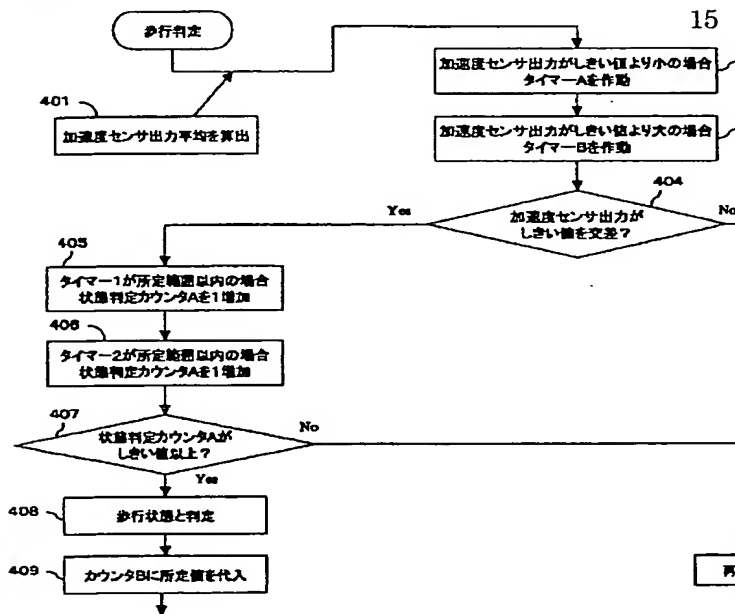 15
歩行判定
401
加速度センサ出力平均を算出
加速度センサ出力がしきい値より小の場合
タイマーAを作動
加速度センサ出力がしきい値より大の場合
タイマーBを作動
404
加速度センサ出力が
しきい値を交差？
Yes
No
405
タイマー1が所定範囲以内の場合
状態判定カウンタAを1増加
406
タイマー2が所定範囲以内の場合
状態判定カウンタAを1増加
407
状態判定カウンタAが
しきい値以上？
No
Yes
408
歩行状態と判定
409
カウンタBに所定値を代入
再